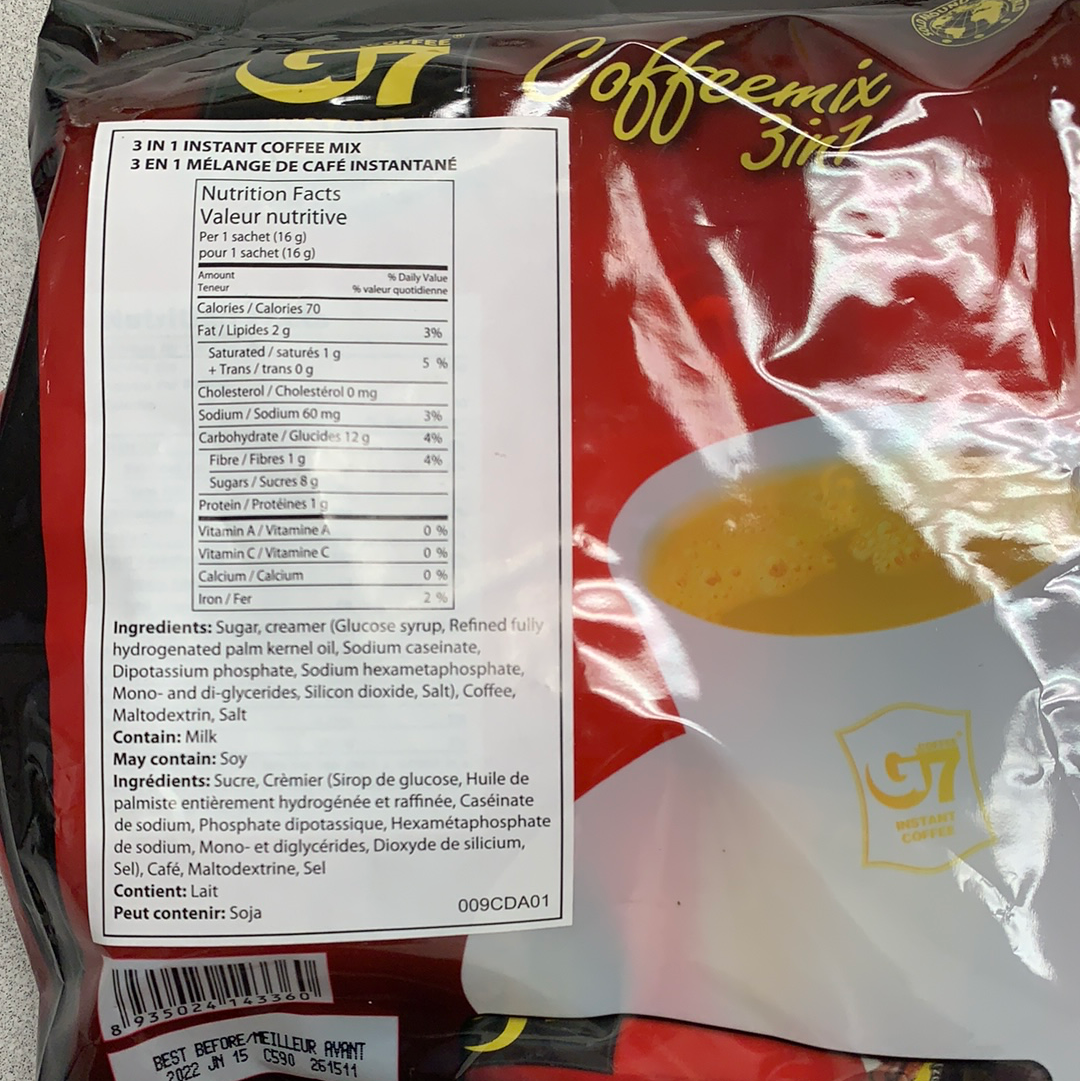 COFFEE
G7
Coffeemix
3in1
3 IN 1 INSTANT COFFEE MIX
3 EN 1 MÉLANGE DE CAFÉ INSTANTANÉ
Nutrition Facts
Valeur nutritive
Per 1 sachet (16 g)
pour 1 sachet (16 g)
Amount % Daily Value
Teneur % valeur quotidienne
Calories / Calories 70
Fat / Lipides 2 g 3%
Saturated / saturés 1 g
+ Trans / trans 0 g 5 %
Cholesterol / Cholestérol 0 mg
Sodium / Sodium 60 mg 3%
Carbohydrate / Glucides 12 g 4%
Fibre / Fibres 1 g 4%
Sugars / Sucres 8 g
Protein / Protéines 1 g
Vitamin A / Vitamine A 0 %
Vitamin C / Vitamine C 0 %
Calcium / Calcium 0 %
Iron / Fer 2 %
Ingredients: Sugar, creamer (Glucose syrup, Refined fully
hydrogenated palm kernel oil, Sodium caseinate,
Dipotassium phosphate, Sodium hexametaphosphate,
Mono- and di-glycerides, Silicon dioxide, Salt), Coffee,
Maltodextrin, Salt
Contain: Milk
May contain: Soy
Ingrédients: Sucre, Crèmier (Sirop de glucose, Huile de
palmiste entièrement hydrogénée et raffinée, Caséinate
de sodium, Phosphate dipotassique, Hexamétaphosphate
de sodium, Mono- et diglycérides, Dioxyde de silicium,
Sel), Café, Maltodextrine, Sel
Contient: Lait
Peut contenir: Soja
009CDA01
COFFEE
G7
INSTANT
COFFEE
8 935024 143360
BEST BEFORE/MEILLEUR AVANT
2022 JN 15 C590 261511